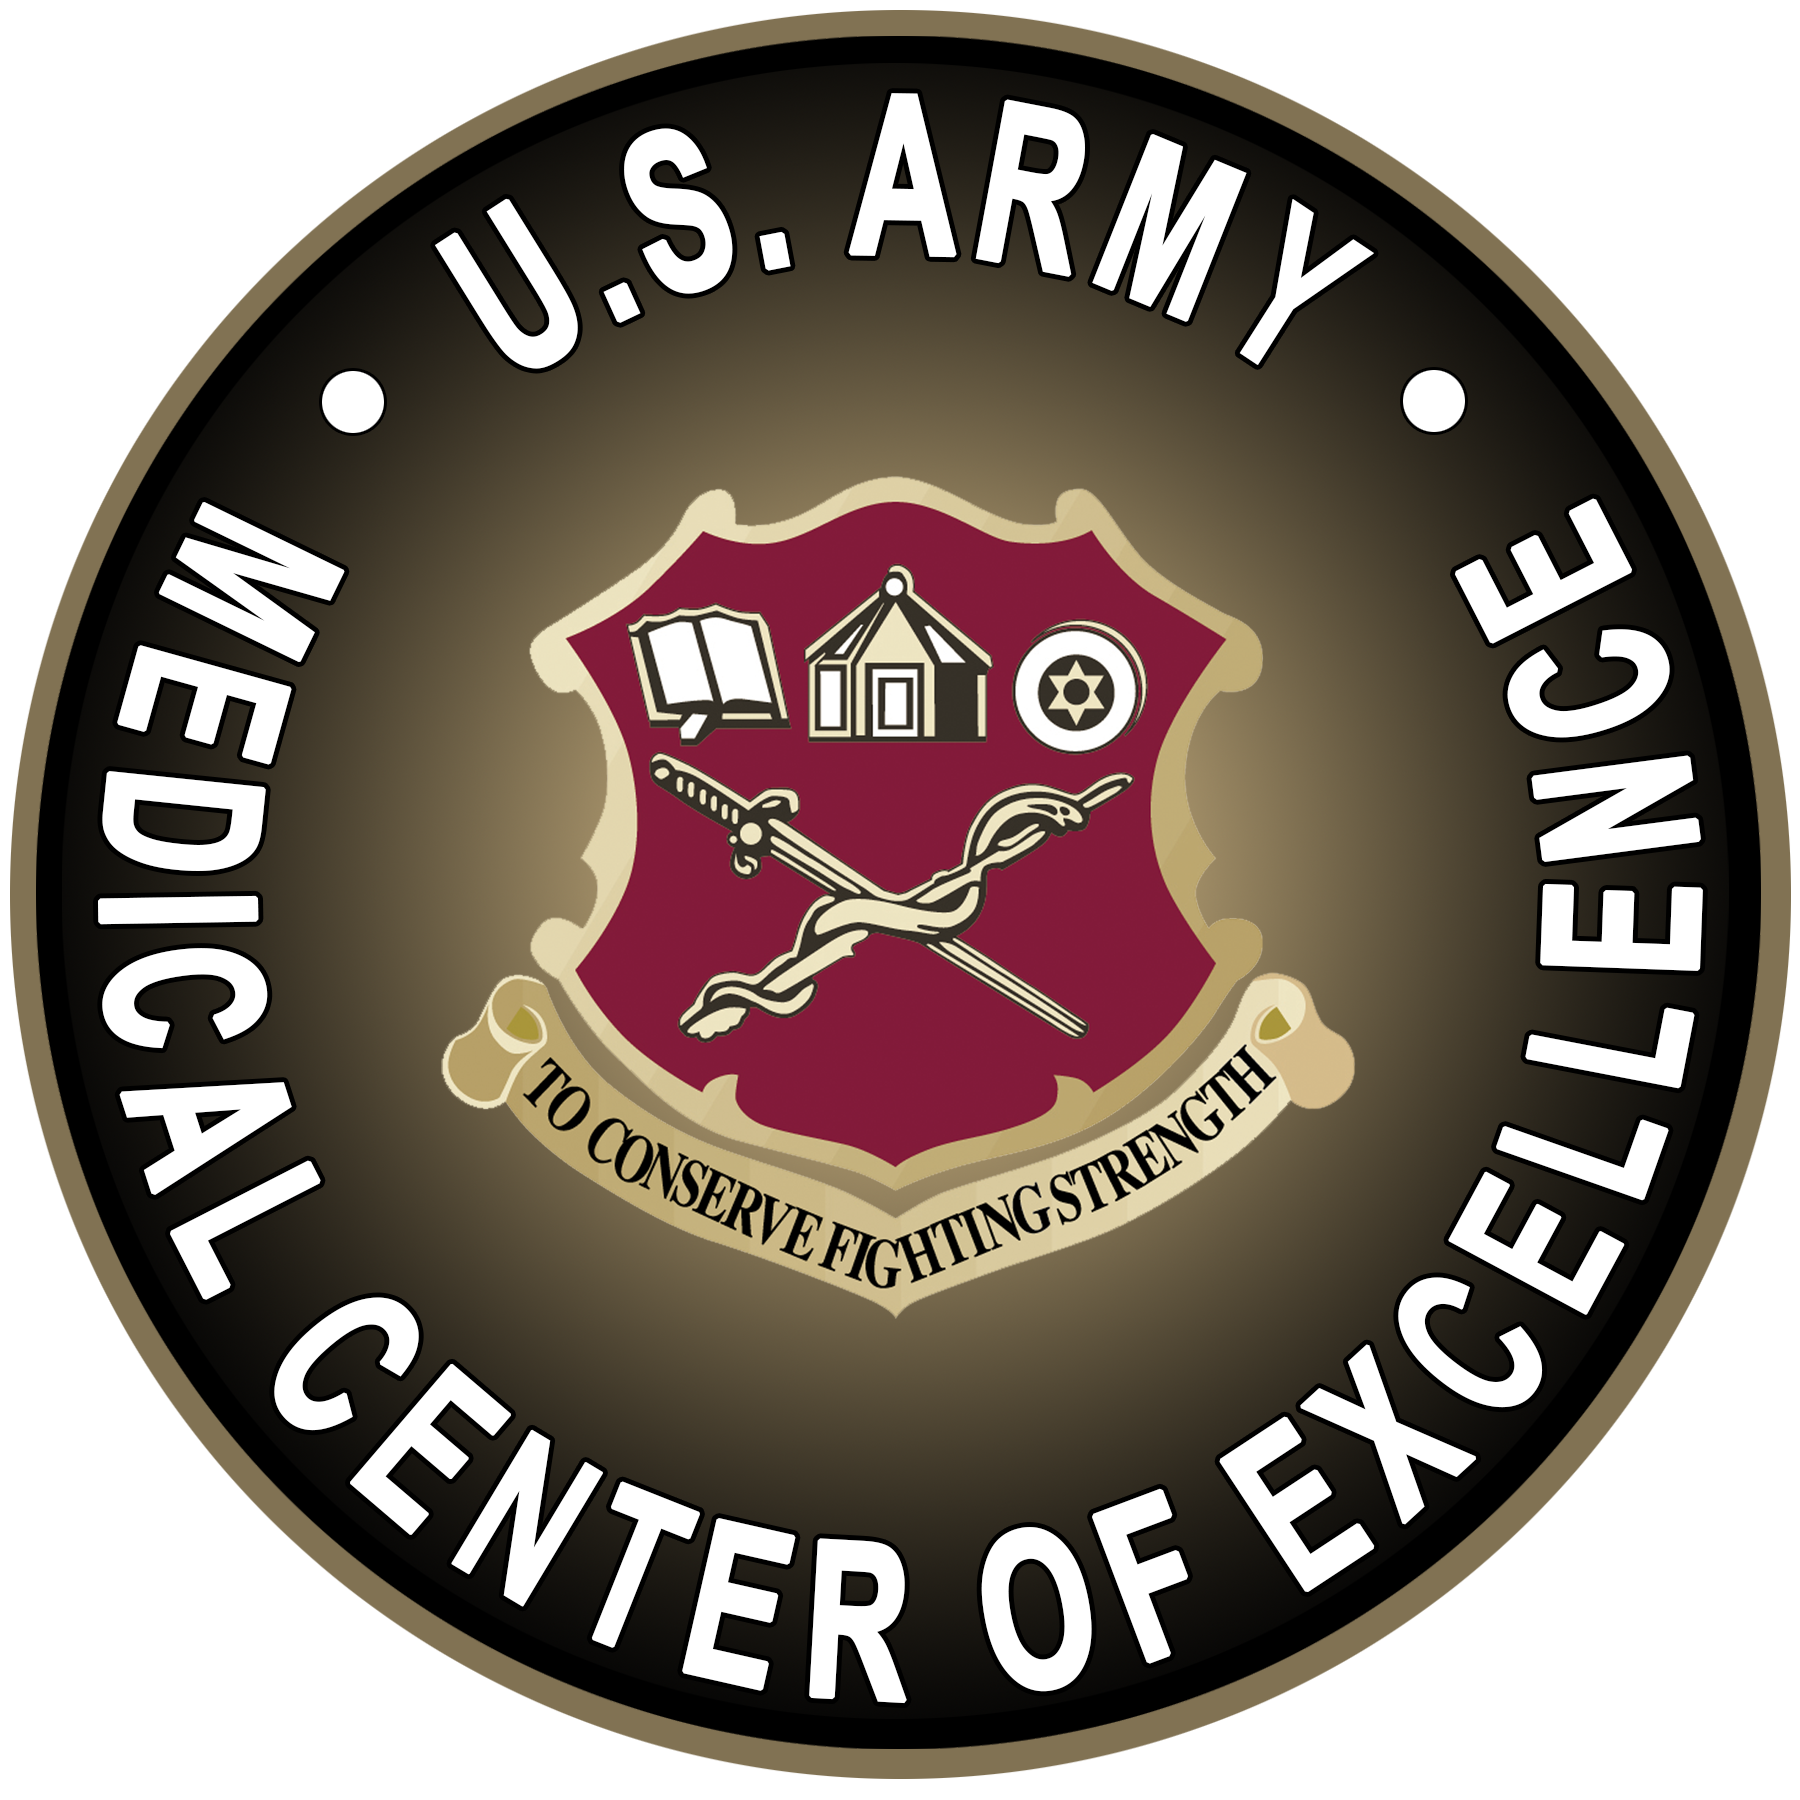 U.S. ARMY
MEDICAL CENTER OF EXCELLENCE
TO CONSERVE FIGHTING STRENGTH